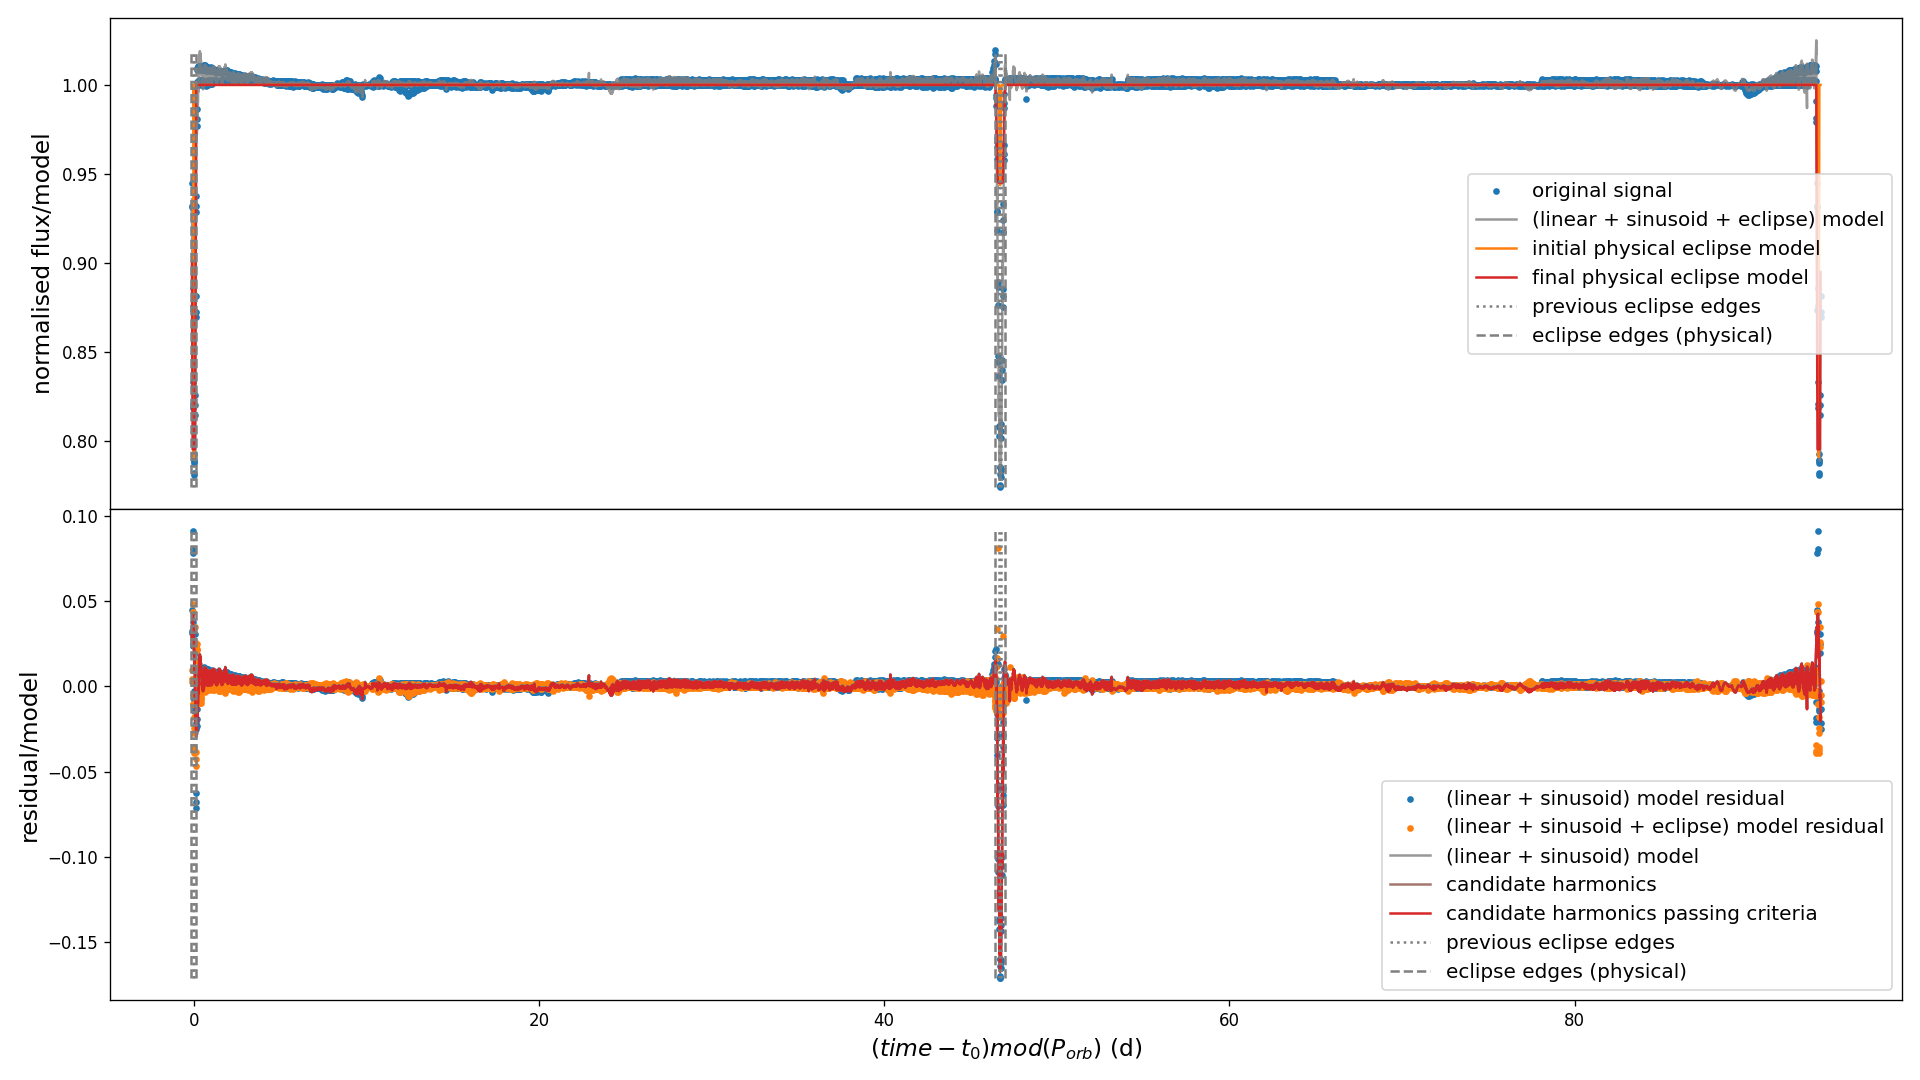 1.00
0.95
0.90
0.85
0.80
normalised flux/model
original signal
(linear + sinusoid + eclipse) model
initial physical eclipse model
final physical eclipse model
previous eclipse edges
eclipse edges (physical)
0.10
0.05
0.00
−0.05
−0.10
−0.15
residual/model
(linear + sinusoid) model residual
(linear + sinusoid + eclipse) model residual
(linear + sinusoid) model
candidate harmonics
candidate harmonics passing criteria
previous eclipse edges
eclipse edges (physical)
0 20 40 60 80
(time − t₀)mod(Pₒᵣb) (d)